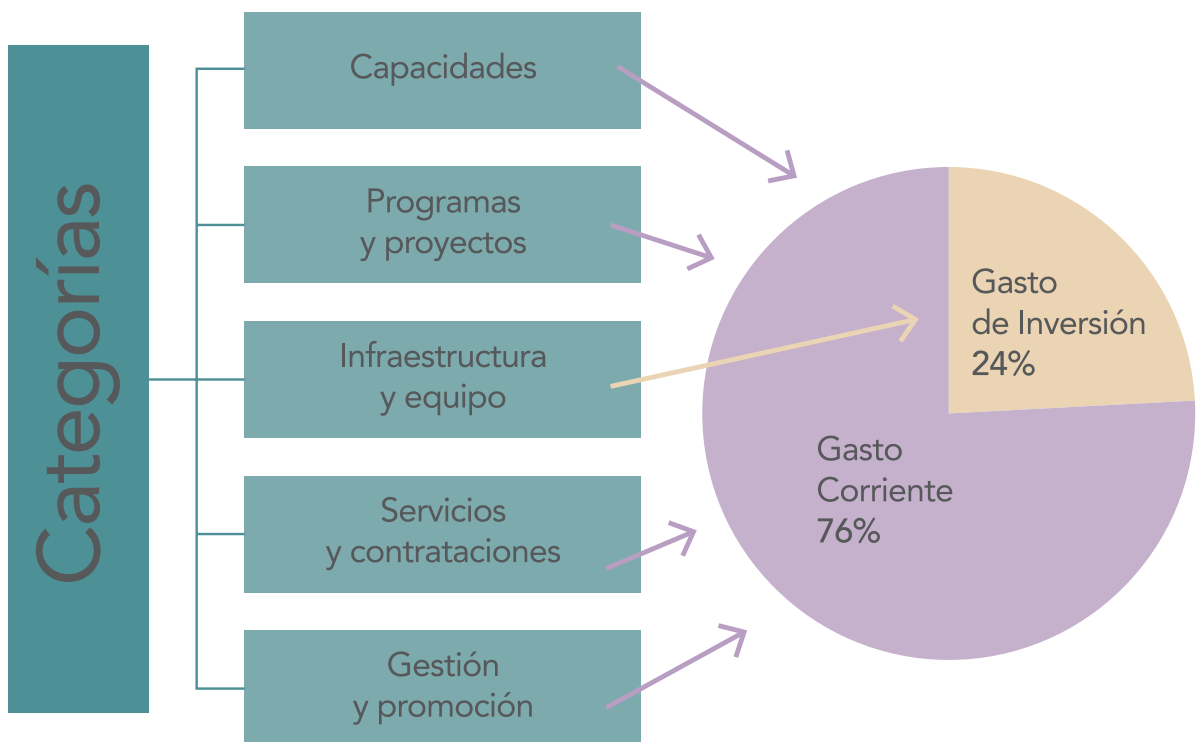 Categorías
Capacidades
Programas
y proyectos
Infraestructura
y equipo
Servicios
y contrataciones
Gestión
y promoción
Gasto
de Inversión
24%
Gasto
Corriente
76%